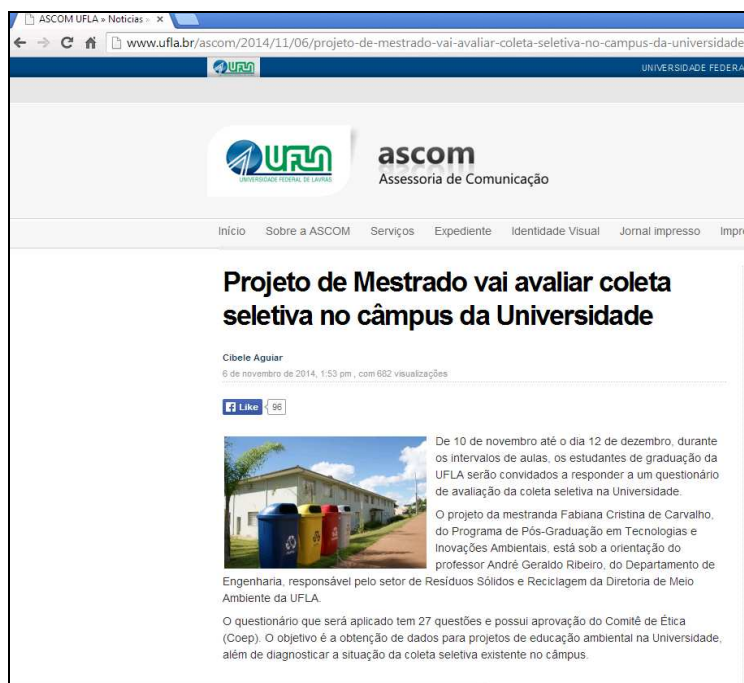 ASCOM UFLA » Notícias »
www.ufla.br/ascom/2014/11/06/projeto-de-mestrado-vai-avaliar-coleta-seletiva-no-campus-da-universidade
UFLA
UNIVERSIDADE FEDERA
UFLA
UNIVERSIDADE FEDERAL DE LAVRAS
ascom
Assessoria de Comunicação
Início Sobre a ASCOM Serviços Expediente Identidade Visual Jornal impresso Impre
Projeto de Mestrado vai avaliar coleta
seletiva no câmpus da Universidade
Cibele Aguiar
6 de novembro de 2014, 1:53 pm , com 682 visualizações
Like 96
De 10 de novembro até o dia 12 de dezembro, durante
os intervalos de aulas, os estudantes de graduação da
UFLA serão convidados a responder a um questionário
de avaliação da coleta seletiva na Universidade.
O projeto da mestranda Fabiana Cristina de Carvalho,
do Programa de Pós-Graduação em Tecnologias e
Inovações Ambientais, está sob a orientação do
professor André Geraldo Ribeiro, do Departamento de
Engenharia, responsável pelo setor de Resíduos Sólidos e Reciclagem da Diretoria de Meio
Ambiente da UFLA.
O questionário que será aplicado tem 27 questões e possui aprovação do Comitê de Ética
(Coep). O objetivo é a obtenção de dados para projetos de educação ambiental na Universidade,
além de diagnosticar a situação da coleta seletiva existente no câmpus.